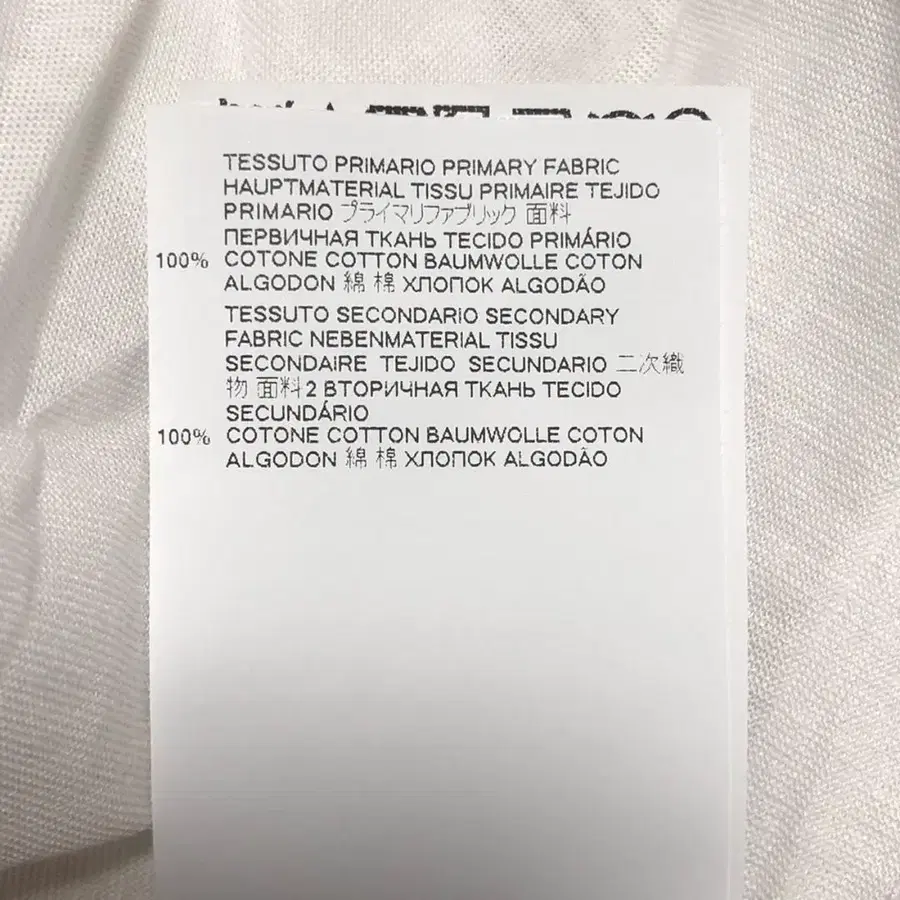 TESSUTO PRIMARIO PRIMARY FABRIC
HAUPTMATERIAL TISSU PRIMAIRE TEJIDO
PRIMARIO プライマリファブリック 面料
ПЕРВИЧНАЯ ТКАНЬ TECIDO PRIMÁRIO
100% COTONE COTTON BAUMWOLLE COTON
ALGODON 綿 棉 ХЛОПОК ALGODÃO
TESSUTO SECONDARIO SECONDARY
FABRIC NEBENMATERIAL TISSU
SECONDAIRE TEJIDO SECUNDARIO 二次織
物 面料2 ВТОРИЧНАЯ ТКАНЬ TECIDO
SECUNDÁRIO
100% COTONE COTTON BAUMWOLLE COTON
ALGODON 綿 棉 ХЛОПОК ALGODÃO